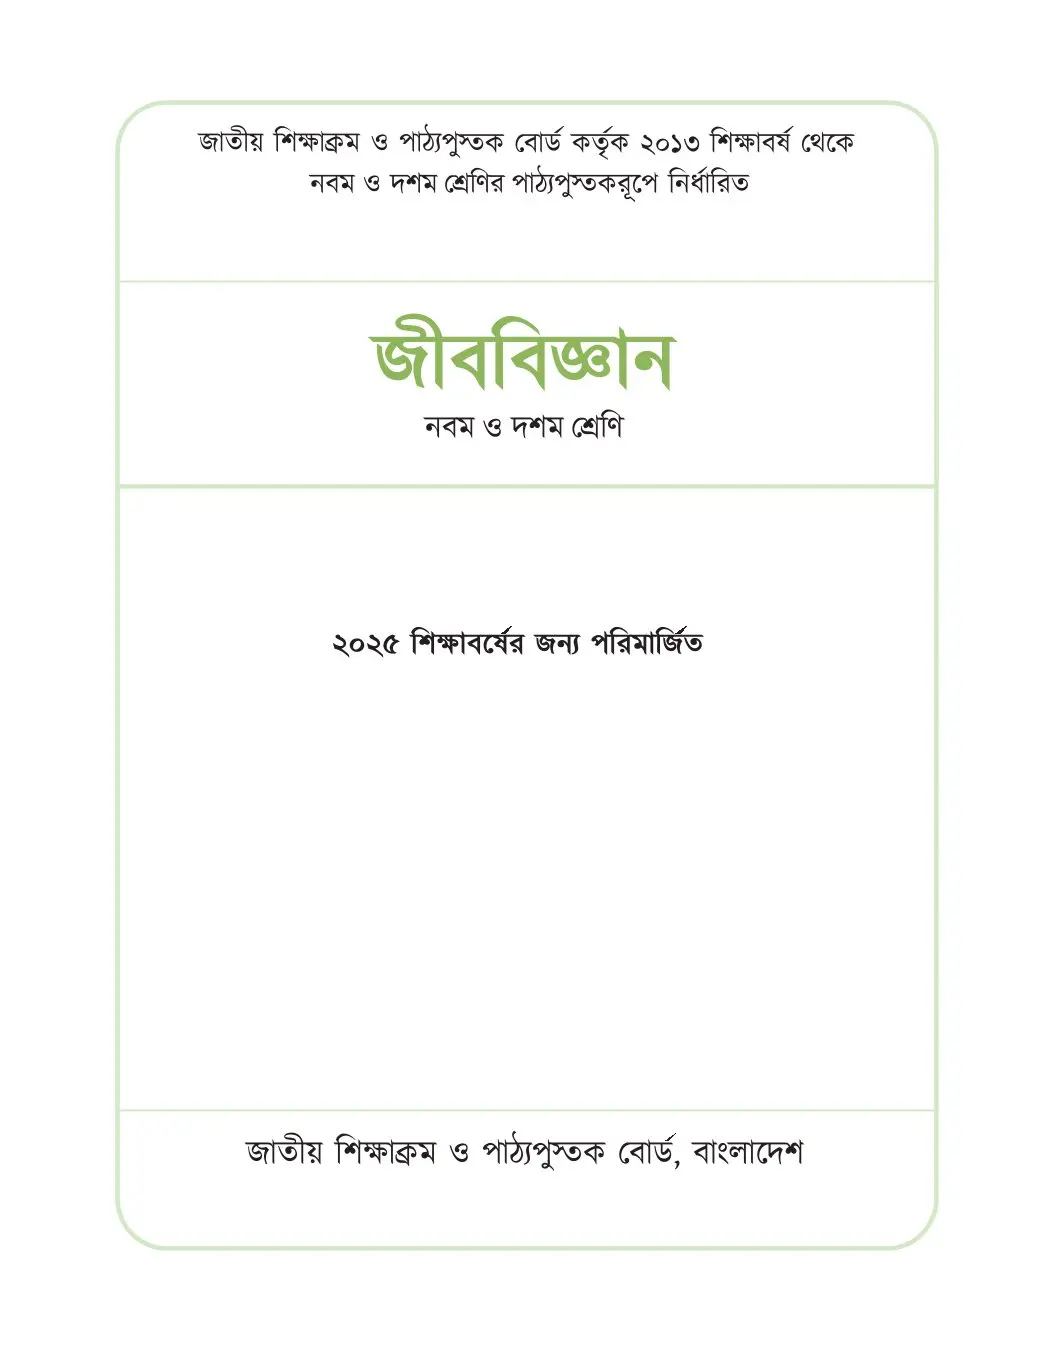 জাতীয় শিক্ষাক্রম ও পাঠ্যপুস্তক বোর্ড কর্তৃক ২০১৩ শিক্ষাবর্ষ থেকে
নবম ও দশম শ্রেণির পাঠ্যপুস্তকরূপে নির্ধারিত
জীববিজ্ঞান
নবম ও দশম শ্রেণি
২০২৫ শিক্ষাবর্ষের জন্য পরিমার্জিত
জাতীয় শিক্ষাক্রম ও পাঠ্যপুস্তক বোর্ড, বাংলাদেশ